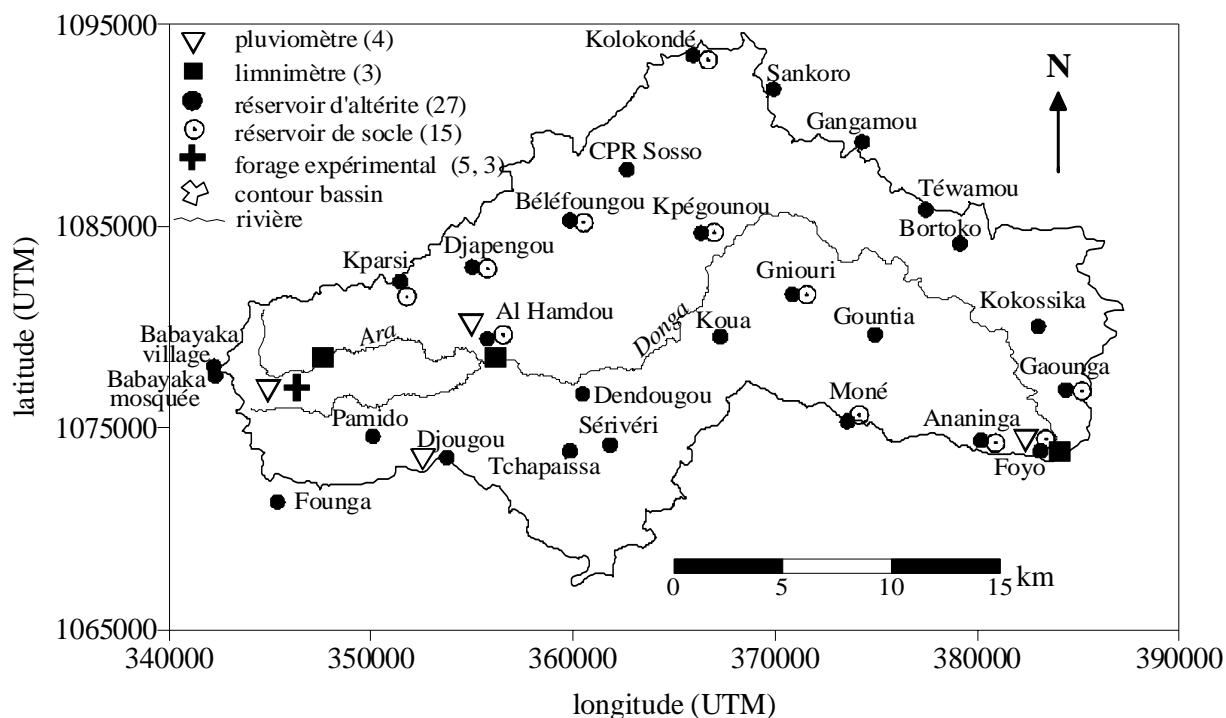 1095000
1085000
1075000
1065000
latitude (UTM)
pluviomètre (4)
limnimètre (3)
réservoir d'altérite (27)
réservoir de socle (15)
forage expérimental (5, 3)
contour bassin
rivière
N
Kolokondé
Sankoro
Gangamou
CPR Sosso
Téwamou
Béléfoungou
Kpégounou
Bortoko
Djapengou
Kparsi
Gniouri
Kokossika
Al Hamdou
Donga
Ara
Koua
Gountia
Babayaka
village
Gaounga
Babayaka
mosquée
Dendougou
Moné
Pamido
Sérivéri
Ananinga
Djougou
Tchapaissa
Foyo
Founga
0 5 10 15 km
340000 350000 360000 370000 380000 390000
longitude (UTM)